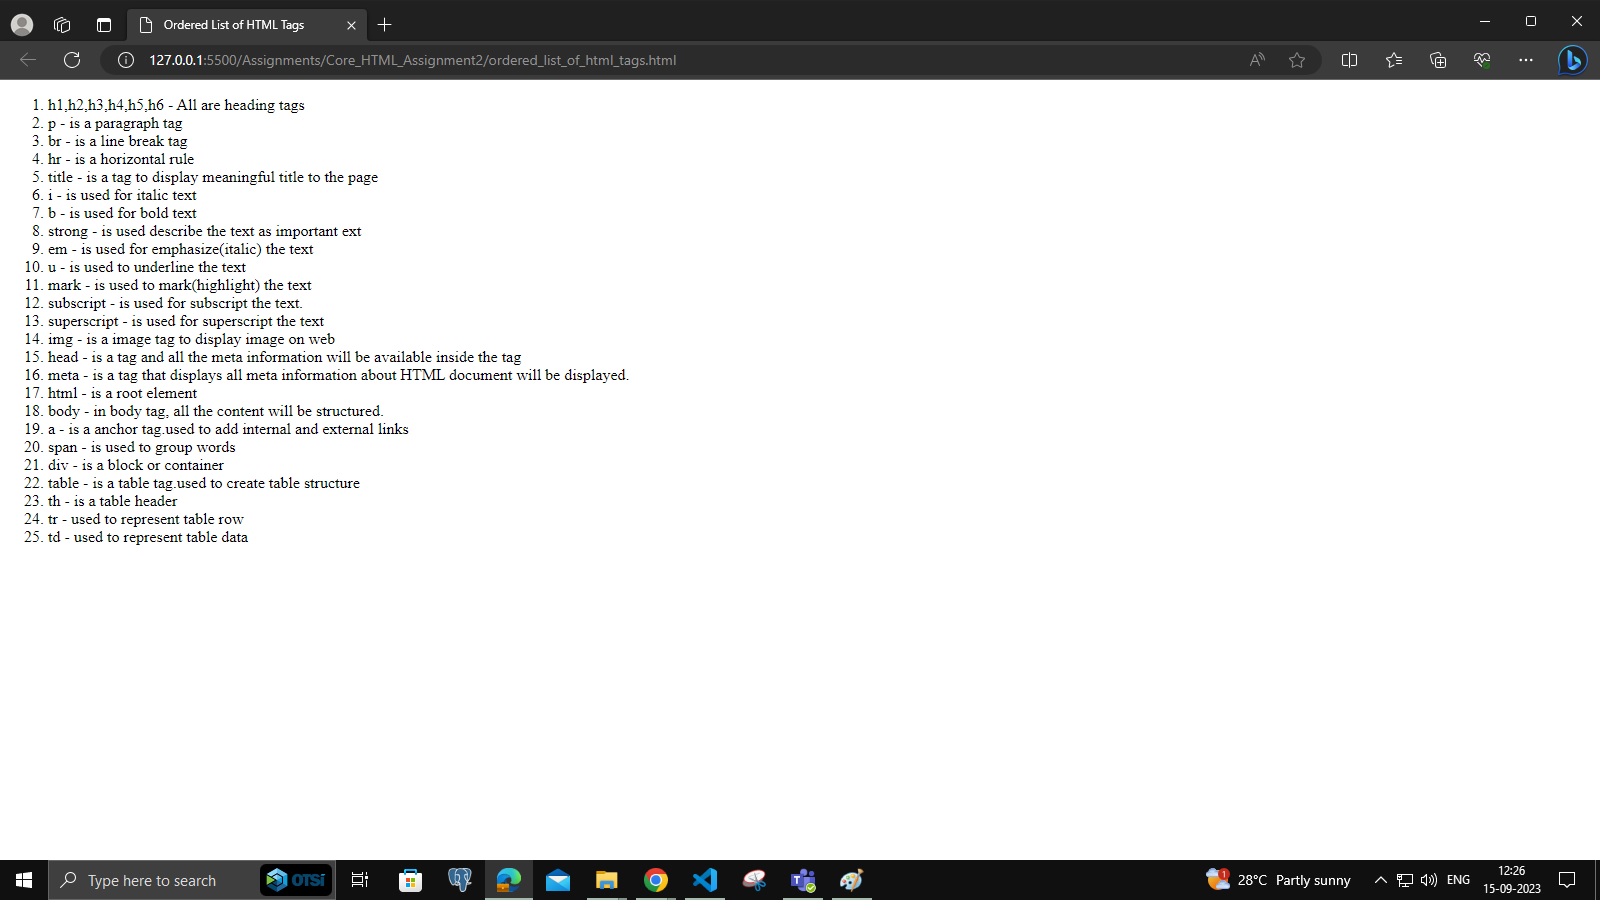 Ordered List of HTML Tags
127.0.0.1:5500/Assignments/Core_HTML_Assignment2/ordered_list_of_html_tags.html
1. h1,h2,h3,h4,h5,h6 - All are heading tags
2. p - is a paragraph tag
3. br - is a line break tag
4. hr - is a horizontal rule
5. title - is a tag to display meaningful title to the page
6. i - is used for italic text
7. b - is used for bold text
8. strong - is used describe the text as important ext
9. em - is used for emphasize(italic) the text
10. u - is used to underline the text
11. mark - is used to mark(highlight) the text
12. subscript - is used for subscript the text.
13. superscript - is used for superscript the text
14. img - is a image tag to display image on web
15. head - is a tag and all the meta information will be available inside the tag
16. meta - is a tag that displays all meta information about HTML document will be displayed.
17. html - is a root element
18. body - in body tag, all the content will be structured.
19. a - is a anchor tag.used to add internal and external links
20. span - is used to group words
21. div - is a block or container
22. table - is a table tag.used to create table structure
23. th - is a table header
24. tr - used to represent table row
25. td - used to represent table data
Type here to search
OTSi
1
28°C Partly sunny
ENG
12:26
15-09-2023